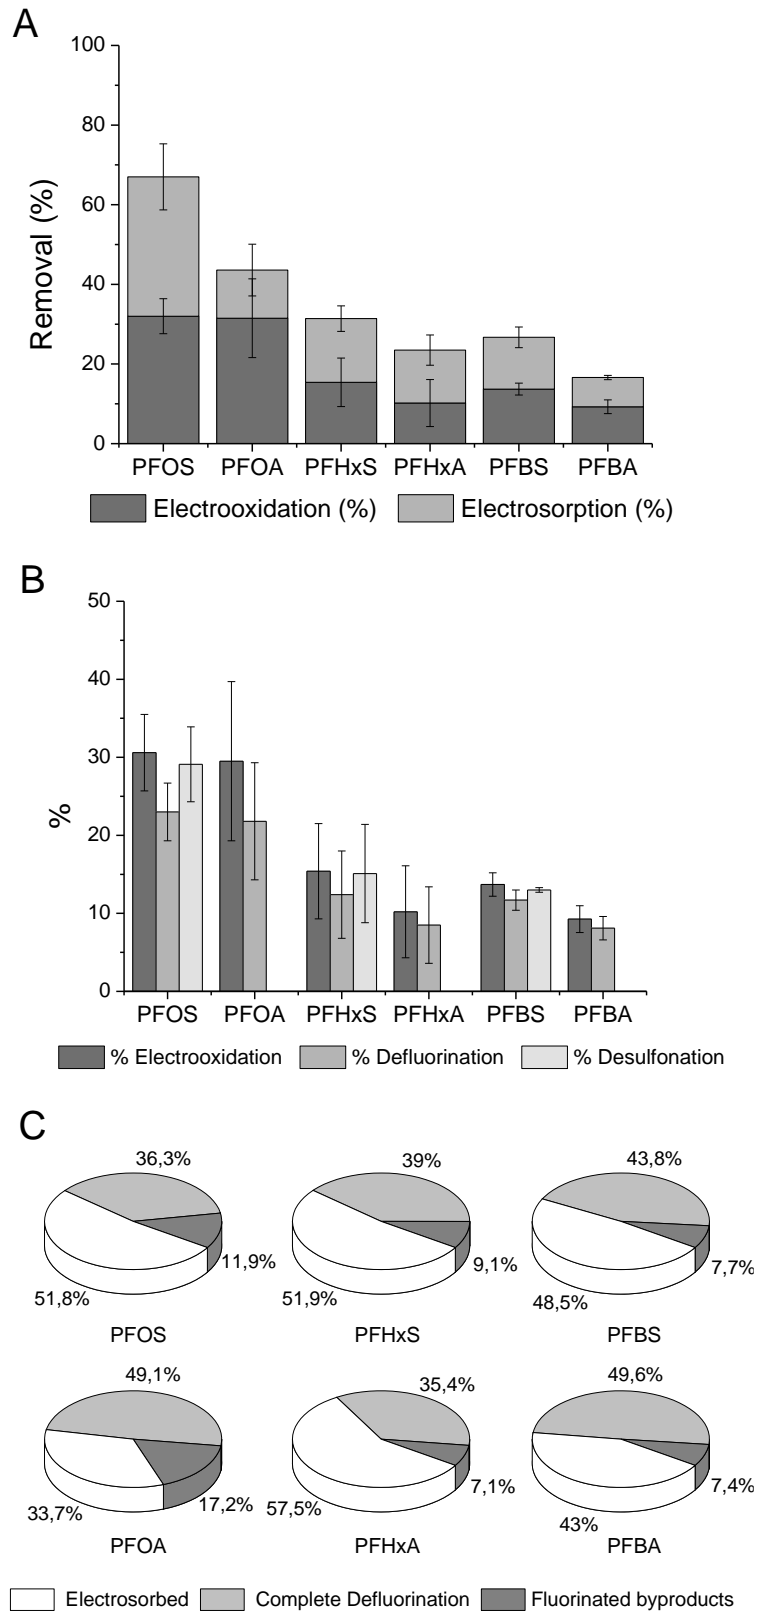 A
100
80
60
40
20
0
Removal (%)
PFOS PFOA PFHxS PFHxA PFBS PFBA
Electrooxidation (%) Electrosorption (%)
B
50
40
30
20
10
0
%
PFOS PFOA PFHxS PFHxA PFBS PFBA
% Electrooxidation % Defluorination % Desulfonation
C
36,3% 39% 43,8%
11,9% 9,1% 7,7%
51,8% 51,9% 48,5%
PFOS PFHxS PFBS
49,1% 35,4% 49,6%
17,2% 7,1% 7,4%
33,7% 57,5% 43%
PFOA PFHxA PFBA
Electrosorbed Complete Defluorination Fluorinated byproducts